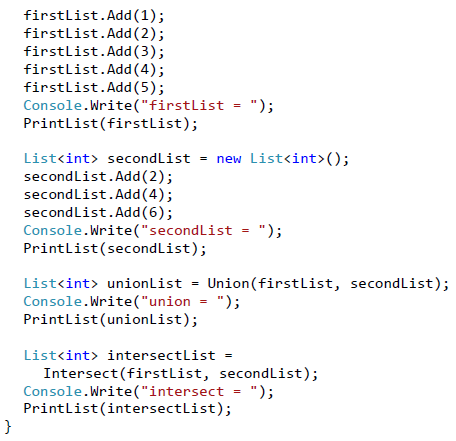 firstList.Add(1);
firstList.Add(2);
firstList.Add(3);
firstList.Add(4);
firstList.Add(5);
Console.Write("firstList = ");
PrintList(firstList);
List<int> secondList = new List<int>();
secondList.Add(2);
secondList.Add(4);
secondList.Add(6);
Console.Write("secondList = ");
PrintList(secondList);
List<int> unionList = Union(firstList, secondList);
Console.Write("union = ");
PrintList(unionList);
List<int> intersectList =
Intersect(firstList, secondList);
Console.Write("intersect = ");
PrintList(intersectList);
}